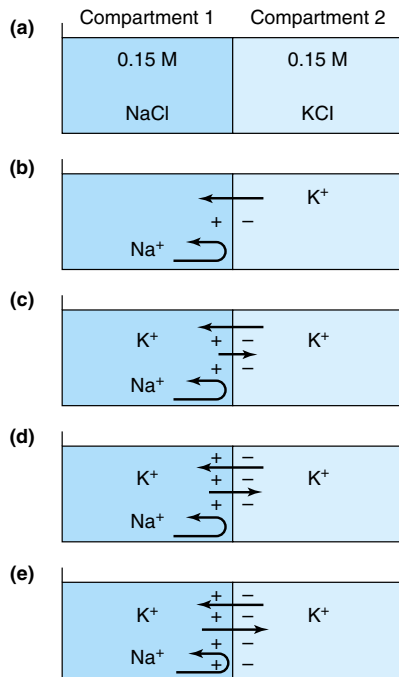 Compartment 1 Compartment 2
(a)
0.15 M 0.15 M
NaCl KCl
(b)
K⁺
+ −
Na⁺
(c)
K⁺ + − K⁺
+ −
Na⁺
(d)
+ −
K⁺ + − K⁺
+ −
Na⁺
(e)
+ −
K⁺ + − K⁺
+ −
Na⁺ + −